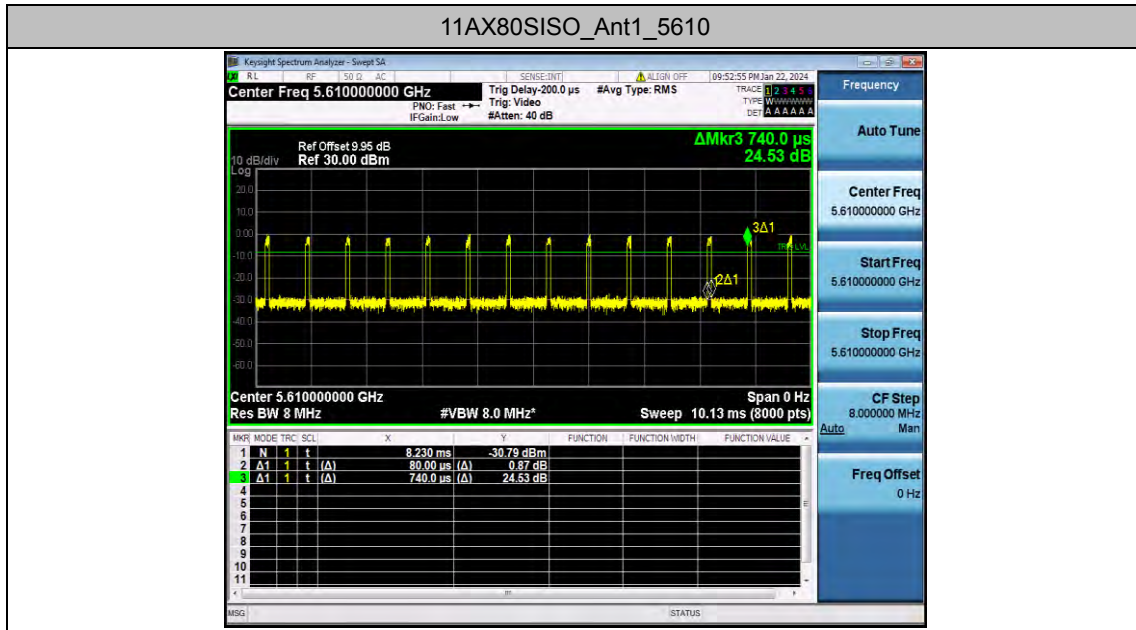 11AX80SISO_Ant1_5610
Keysight Spectrum Analyzer - Swept SA
RL RF 50 Ω AC SENSE:INT ALIGN OFF 09:52:55 PM Jan 22, 2024
Center Freq 5.610000000 GHz
PNO: Fast
IFGain:Low
Trig Delay-200.0 µs
Trig: Video
#Atten: 40 dB
#Avg Type: RMS
TRACE 1 2 3 4 5 6
TYPE WWWWWW
DET A A A A A A
ΔMkr3 740.0 µs
24.53 dB
Ref Offset 9.95 dB
10 dB/div Ref 30.00 dBm
Log
20.0
10.0
0.00
-10.0
-20.0
-30.0
-40.0
-50.0
-60.0
3Δ1
2Δ1
Center 5.610000000 GHz Span 0 Hz
Res BW 8 MHz #VBW 8.0 MHz* Sweep 10.13 ms (8000 pts)
MKR MODE TRC SCL X Y FUNCTION FUNCTION WIDTH FUNCTION VALUE
1 N 1 t 8.230 ms -30.79 dBm
2 Δ1 1 t (Δ) 80.00 µs (Δ) 0.87 dB
3 Δ1 1 t (Δ) 740.0 µs (Δ) 24.53 dB
4
5
6
7
8
9
10
11
MSG STATUS
Frequency
Auto Tune
Center Freq
5.610000000 GHz
Start Freq
5.610000000 GHz
Stop Freq
5.610000000 GHz
CF Step
8.000000 MHz
Auto Man
Freq Offset
0 Hz